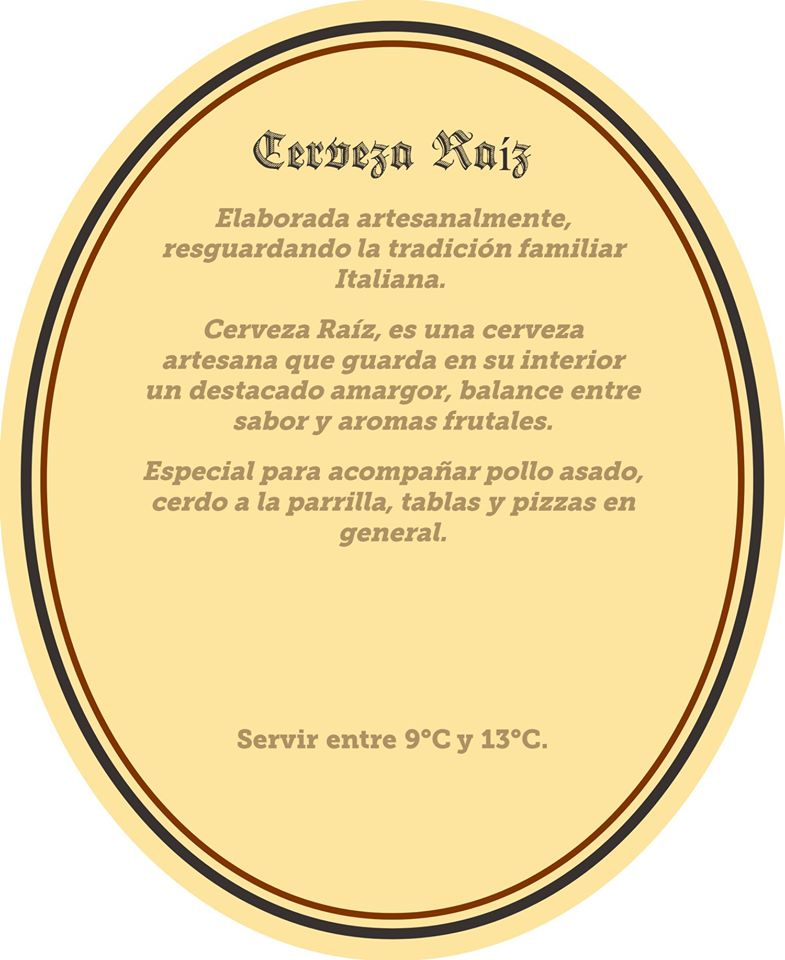 Cerveza Raíz
Elaborada artesanalmente,
resguardando la tradición familiar
Italiana.
Cerveza Raíz, es una cerveza
artesana que guarda en su interior
un destacado amargor, balance entre
sabor y aromas frutales.
Especial para acompañar pollo asado,
cerdo a la parrilla, tablas y pizzas en
general.
Servir entre 9°C y 13°C.